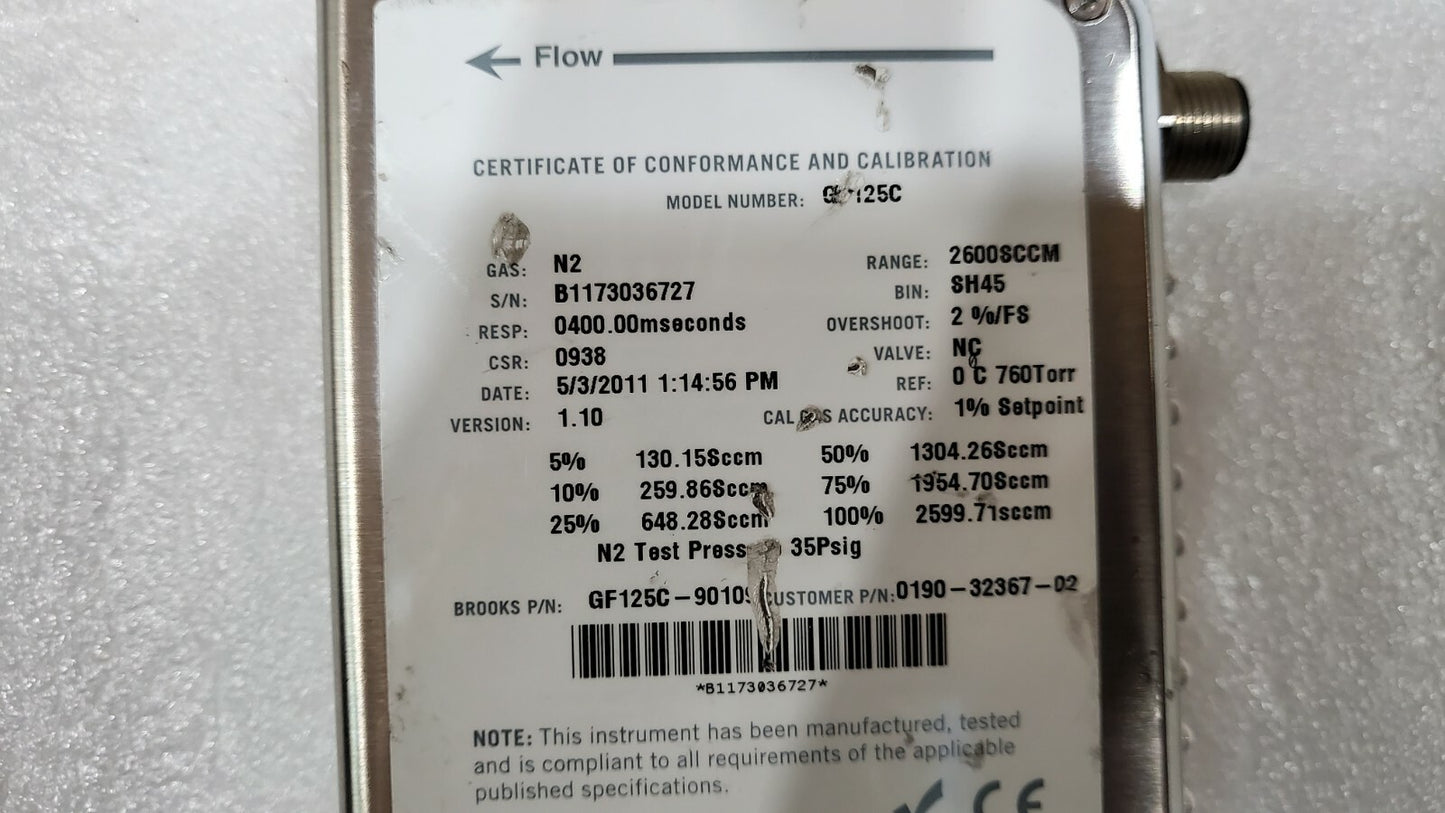 Flow
CERTIFICATE OF CONFORMANCE AND CALIBRATION
MODEL NUMBER: GF125C
GAS: N2 RANGE: 2600SCCM
S/N: B1173036727 BIN: SH45
RESP: 0400.00mseconds OVERSHOOT: 2 %/FS
CSR: 0938 VALVE: NC
DATE: 5/3/2011 1:14:56 PM REF: 0 C 760Torr
VERSION: 1.10 CAL GAS ACCURACY: 1% Setpoint
5% 130.15Sccm 50% 1304.26Sccm
10% 259.86Sccm 75% 1954.70Sccm
25% 648.28Sccm 100% 2599.71sccm
N2 Test 35Psig
BROOKS P/N: CUSTOMER P/N: 0190-32367-02
*B1173036727*
NOTE: This instrument has been manufactured, tested
and is compliant to all requirements of the applicable
published specifications.
CE